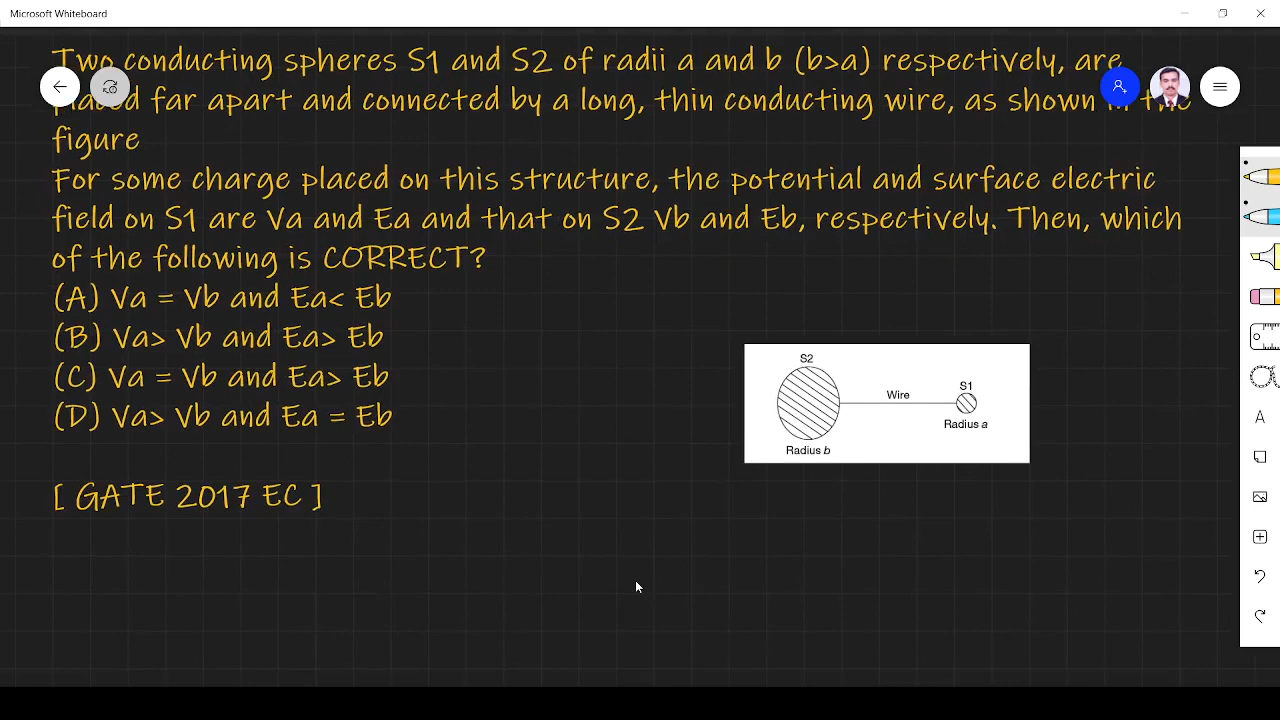 Microsoft Whiteboard
Two conducting spheres S1 and S2 of radii a and b (b>a) respectively, are
placed far apart and connected by a long, thin conducting wire, as shown in the
figure
For some charge placed on this structure, the potential and surface electric
field on S1 are Va and Ea and that on S2 Vb and Eb, respectively. Then, which
of the following is CORRECT?
(A) Va = Vb and Ea< Eb
(B) Va> Vb and Ea> Eb
(C) Va = Vb and Ea> Eb
(D) Va> Vb and Ea = Eb
S2
S1
Wire
Radius a
Radius b
[ GATE 2017 EC ]
A